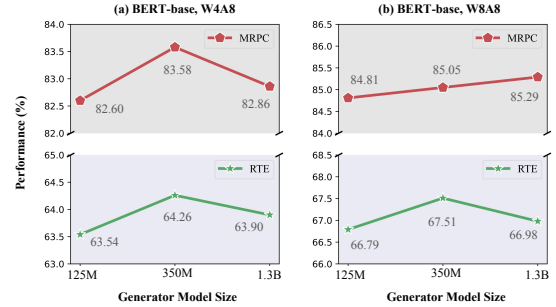 (a) BERT-base, W4A8
83.5
83.0
82.5
82.0
MRPC
82.60
83.58
82.86
65.0
64.5
64.0
63.5
63.0
RTE
63.54
64.26
63.90
125M
350M
1.3B
Generator Model Size
Performance (%)
(b) BERT-base, W8A8
86.5
86.0
85.5
85.0
84.5
84.0
MRPC
84.81
85.05
85.29
68.5
68.0
67.5
67.0
66.5
66.0
RTE
66.79
67.51
66.98
125M
350M
1.3B
Generator Model Size